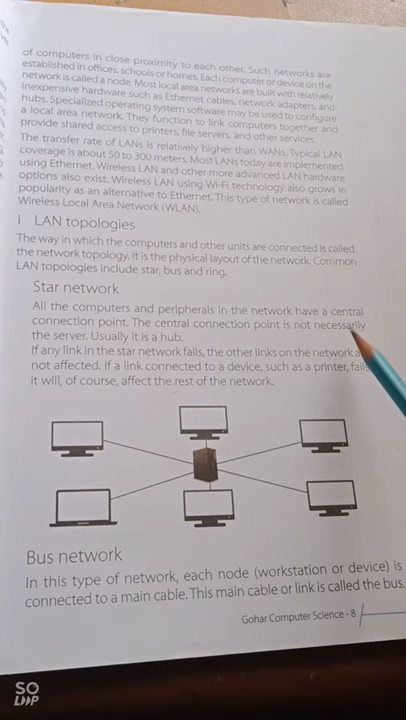 of computers in close proximity to each other. Such networks are
established in offices, schools or homes. Each computer or device on the
network is called a node. Most local area networks are built with relatively
inexpensive hardware such as Ethernet cables, network adapters, and
hubs. Specialized operating system software may be used to configure
a local area network. They function to link computers together and
provide shared access to printers, file servers, and other services.
The transfer rate of LANs is relatively higher than WANs. Typical LAN
coverage is about 50 to 300 meters. Most LANs today are implemented
using Ethernet. Wireless LAN and other more advanced LAN hardware
options also exist. Wireless LAN using Wi-Fi technology also grows in
popularity as an alternative to Ethernet. This type of network is called
Wireless Local Area Network (WLAN).
i LAN topologies
The way in which the computers and other units are connected is called
the network topology. It is the physical layout of the network. Common
LAN topologies include star, bus and ring.
Star network
All the computers and peripherals in the network have a central
connection point. The central connection point is not necessarily
the server. Usually it is a hub.
If any link in the star network fails, the other links on the network
not affected. If a link connected to a device, such as a printer, fails
it will, of course, affect the rest of the network.
Bus network
In this type of network, each node (workstation or device) is
connected to a main cable. This main cable or link is called the bus.
Gohar Computer Science - 8
SO
LOOP